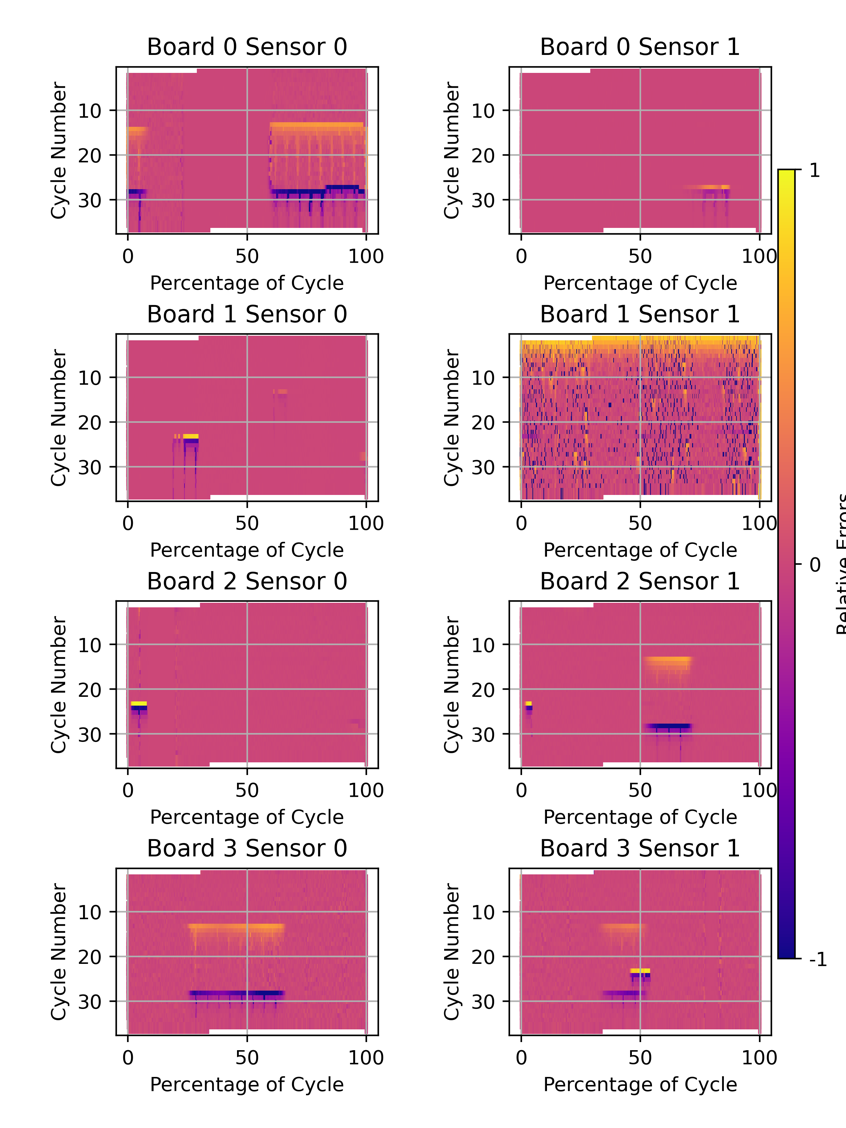 Board 0 Sensor 0
Cycle Number
10
20
30
0
50
100
Percentage of Cycle
Board 0 Sensor 1
Cycle Number
10
20
30
0
50
100
Percentage of Cycle
Board 1 Sensor 0
Cycle Number
10
20
30
0
50
100
Percentage of Cycle
Board 1 Sensor 1
Cycle Number
10
20
30
0
50
100
Percentage of Cycle
Board 2 Sensor 0
Cycle Number
10
20
30
0
50
100
Percentage of Cycle
Board 2 Sensor 1
Cycle Number
10
20
30
0
50
100
Percentage of Cycle
Board 3 Sensor 0
Cycle Number
10
20
30
0
50
100
Percentage of Cycle
Board 3 Sensor 1
Cycle Number
10
20
30
0
50
100
Percentage of Cycle
1
0
-1
Relative Errors